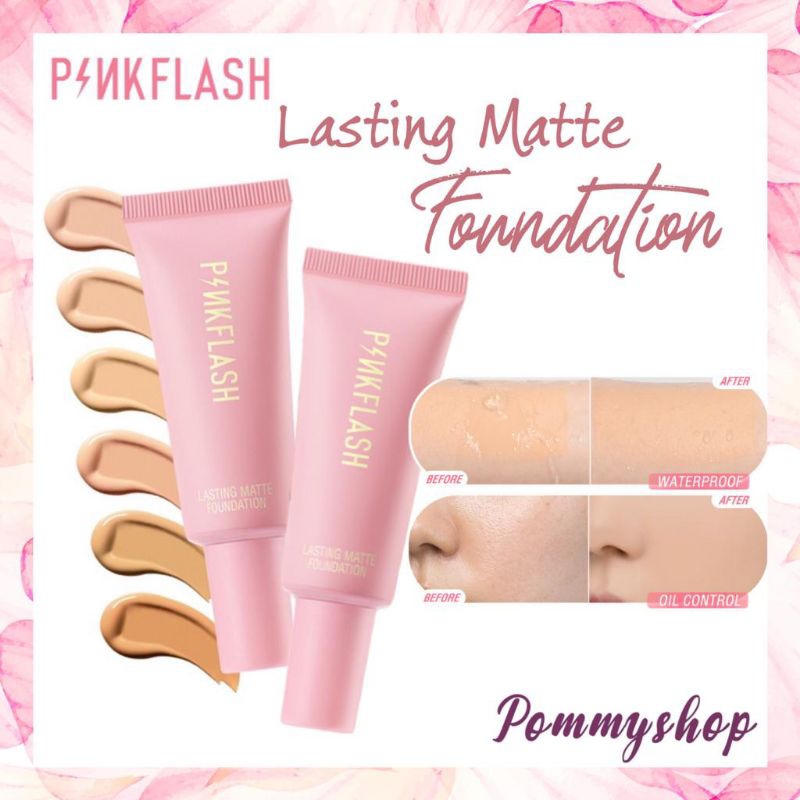 PINKFLASH
Lasting Matte
Foundation
PINKFLASH
LASTING MATTE
FOUNDATION
PINKFLASH
LASTING MATTE
FOUNDATION
AFTER
BEFORE
WATERPROOF
AFTER
BEFORE
OIL CONTROL
Pommyshop